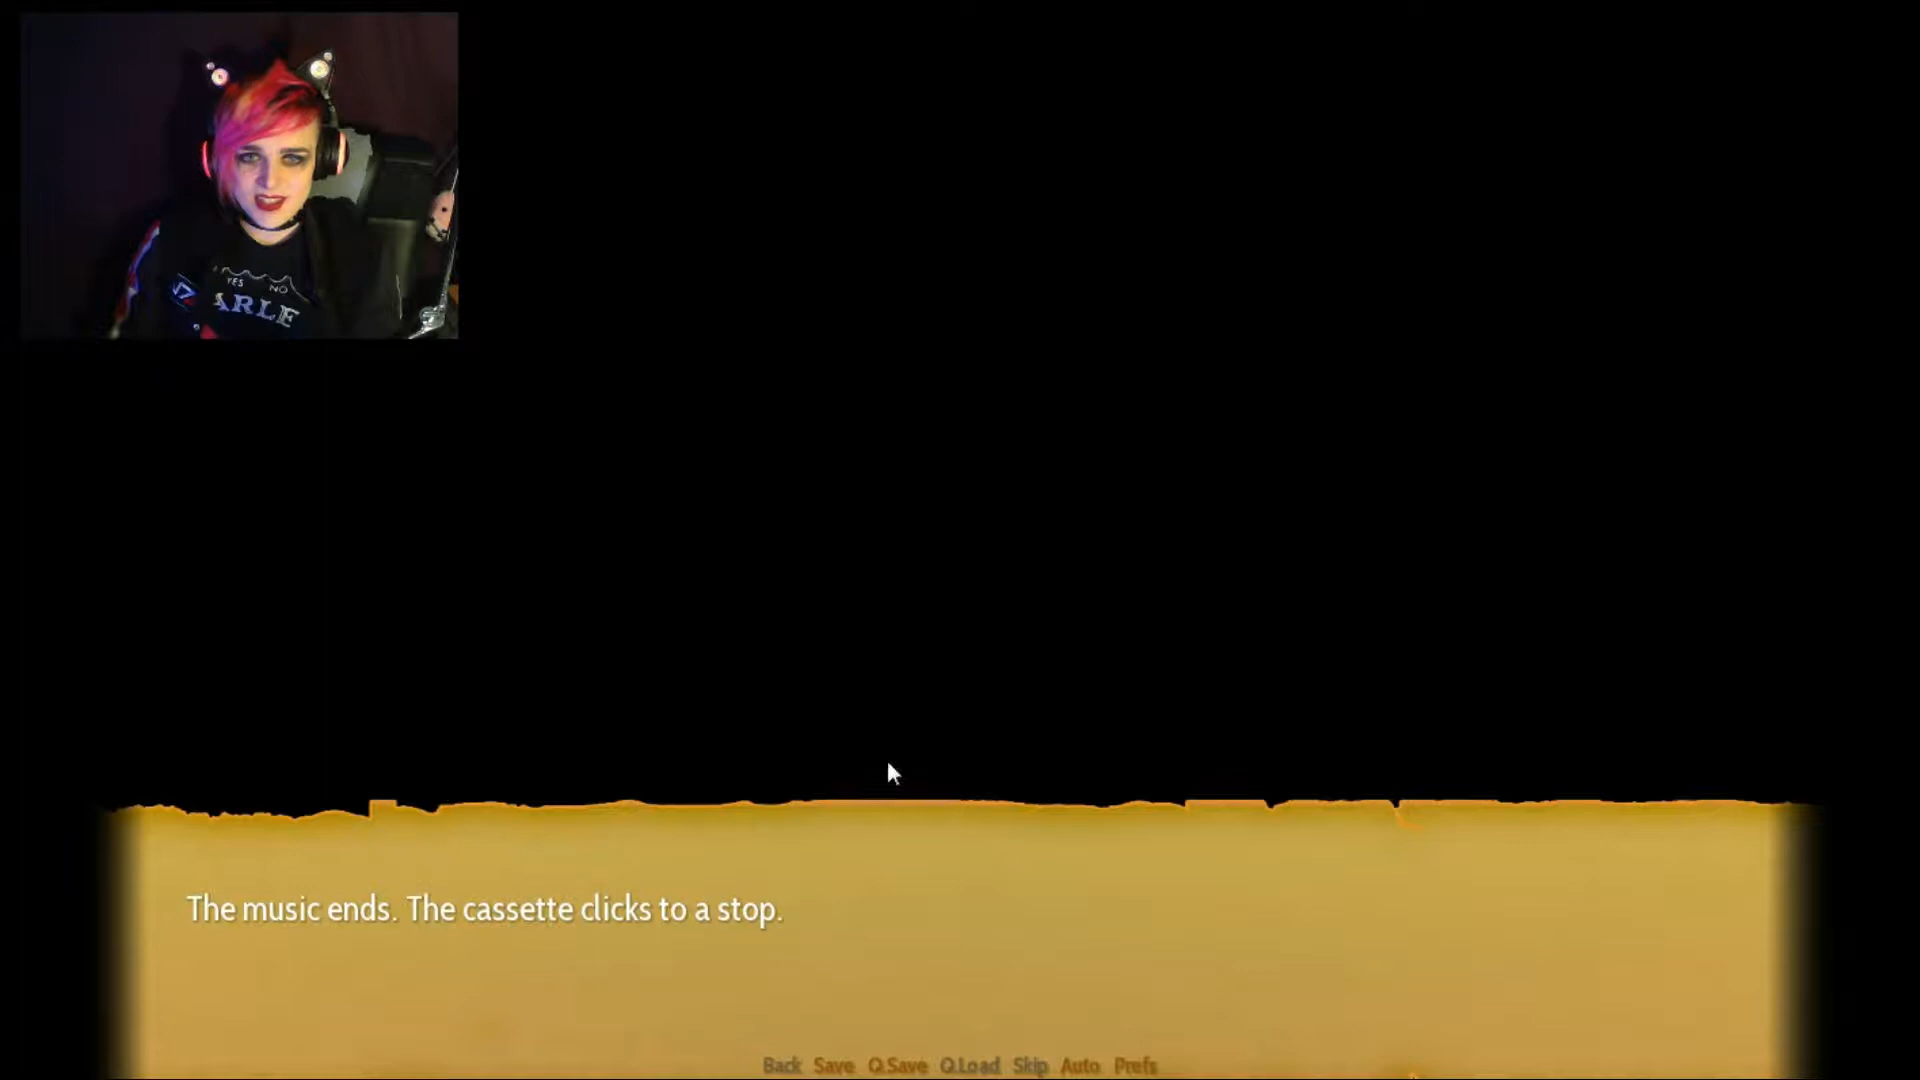 YES NO
ARLE
The music ends. The cassette clicks to a stop.
Back Save Q.Save Q.Load Skip Auto Prefs